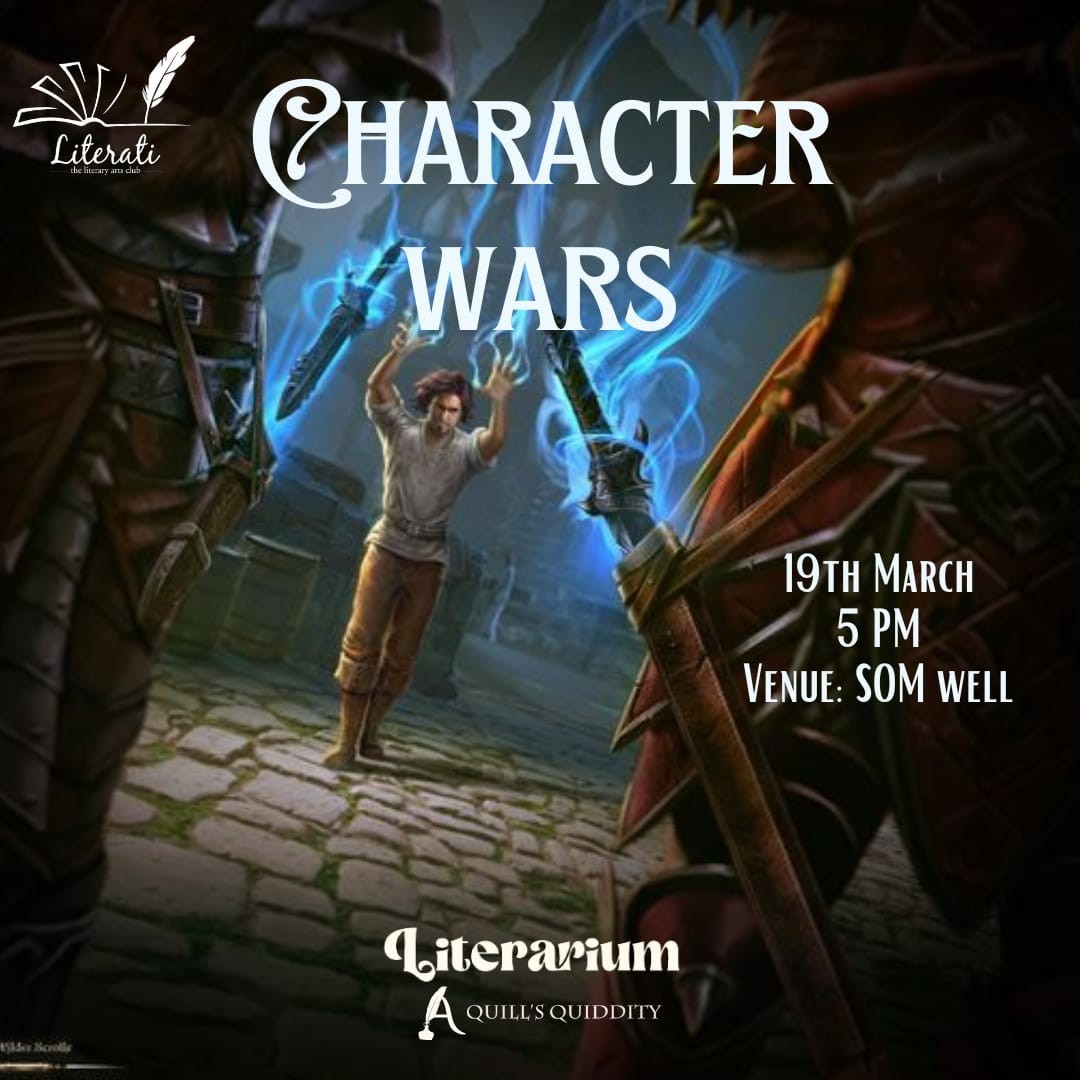 Literati
the literary arts club
CHARACTER
WARS
19TH MARCH
5 PM
VENUE: SOM WELL
Literarium
A QUILL'S QUIDDITY